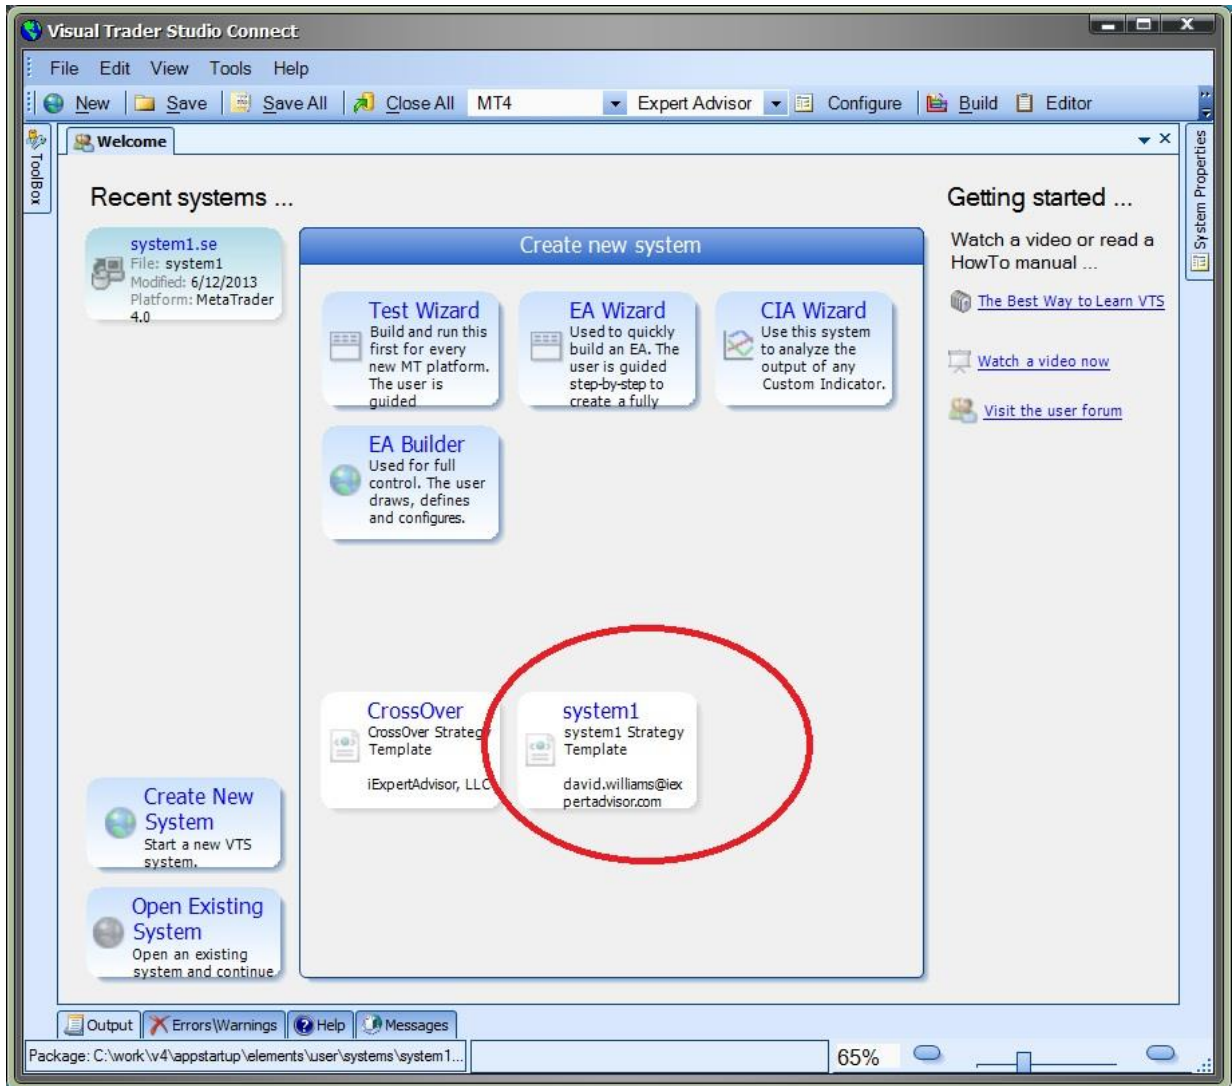 Visual Trader Studio Connect
File Edit View Tools Help
New Save Save All Close All MT4 Expert Advisor Configure Build Editor
ToolBox
Welcome
System Properties
Recent systems ...
system1.se
File: system1
Modified: 6/12/2013
Platform: MetaTrader
4.0
Create new system
Test Wizard
Build and run this
first for every
new MT platform.
The user is
guided
EA Wizard
Used to quickly
build an EA. The
user is guided
step-by-step to
create a fully
CIA Wizard
Use this system
to analyze the
output of any
Custom Indicator.
EA Builder
Used for full
control. The user
draws, defines
and configures.
CrossOver
CrossOver Strategy
Template
iExpertAdvisor, LLC
system1
system1 Strategy
Template
david.williams@iex
pertadvisor.com
Create New
System
Start a new VTS
system.
Open Existing
System
Open an existing
system and continue
Getting started ...
Watch a video or read a
HowTo manual ...
The Best Way to Learn VTS
Watch a video now
Visit the user forum
Output Errors\Warnings Help Messages
Package: C:\work\v4\appstartup\elements\user\systems\system1...
65%